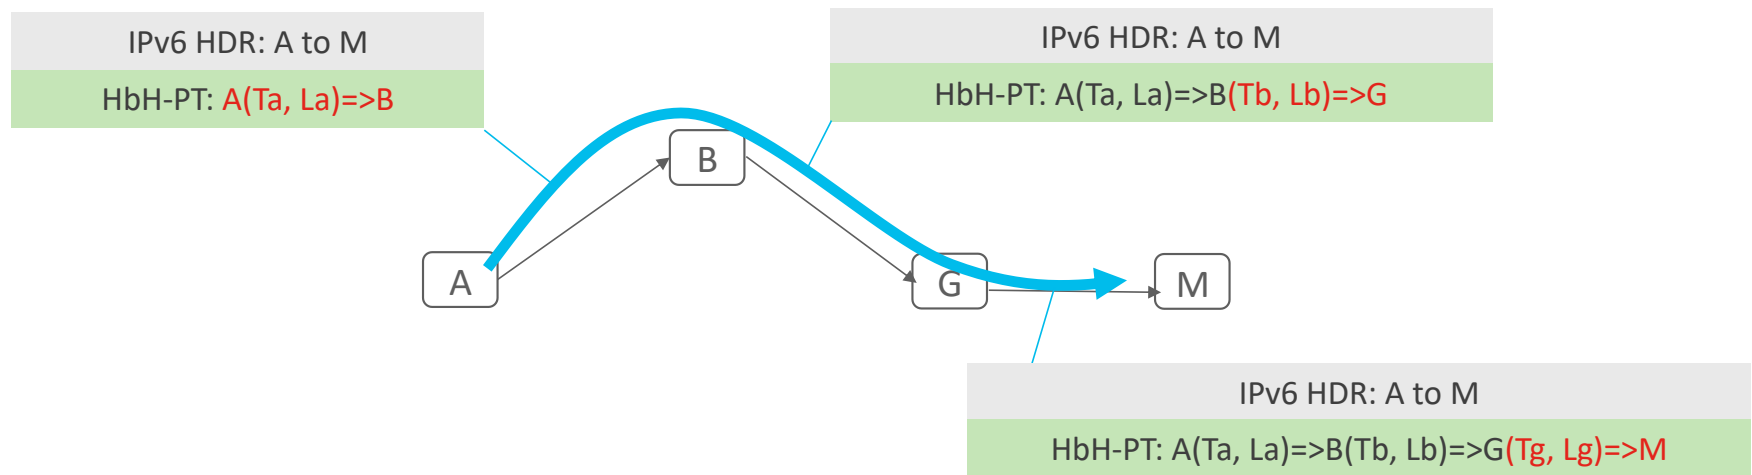 IPv6 HDR: A to M
HbH-PT: A(Ta, La)=>B
IPv6 HDR: A to M
HbH-PT: A(Ta, La)=>B(Tb, Lb)=>G
B
A
G
M
IPv6 HDR: A to M
HbH-PT: A(Ta, La)=>B(Tb, Lb)=>G(Tg, Lg)=>M